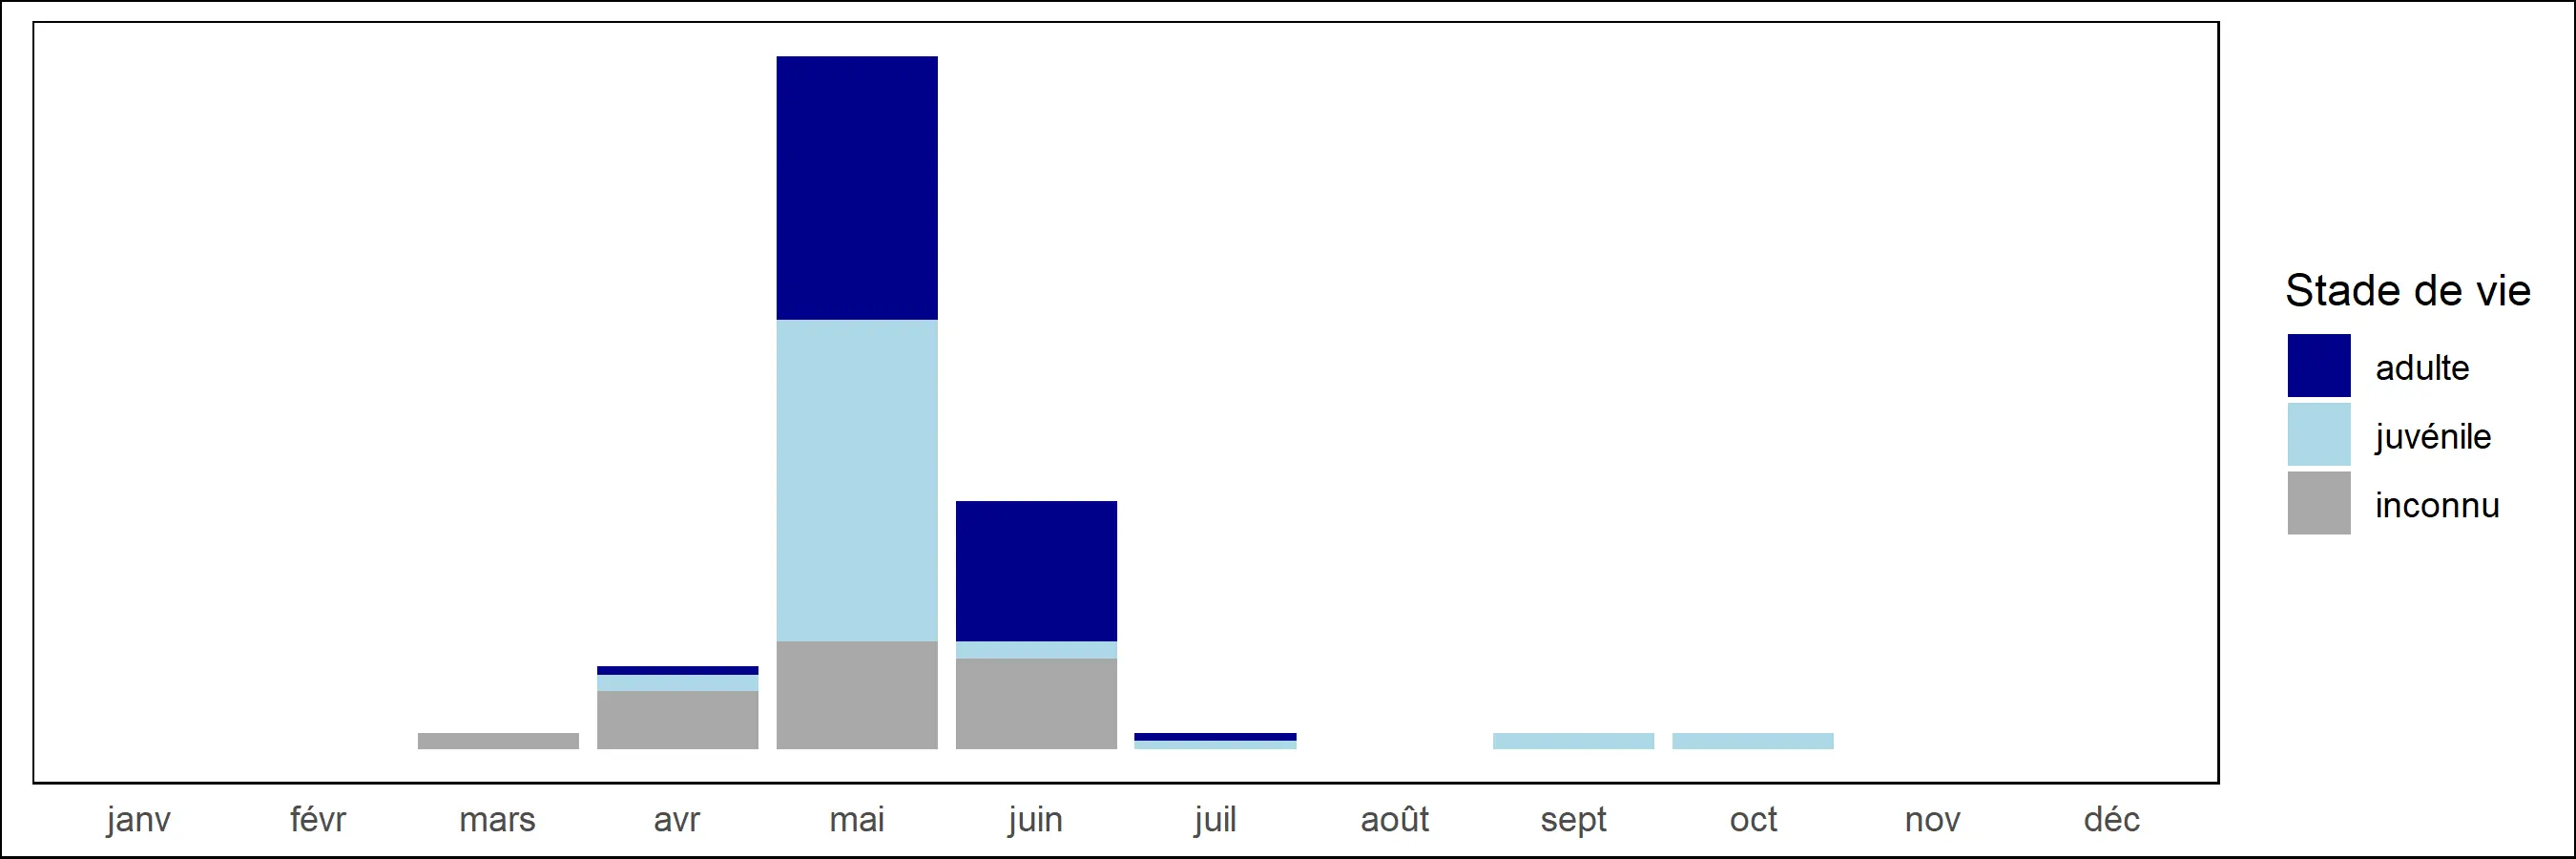 Stade de vie
adulte
juvénile
inconnu
janv févr mars avr mai juin juil août sept oct nov déc